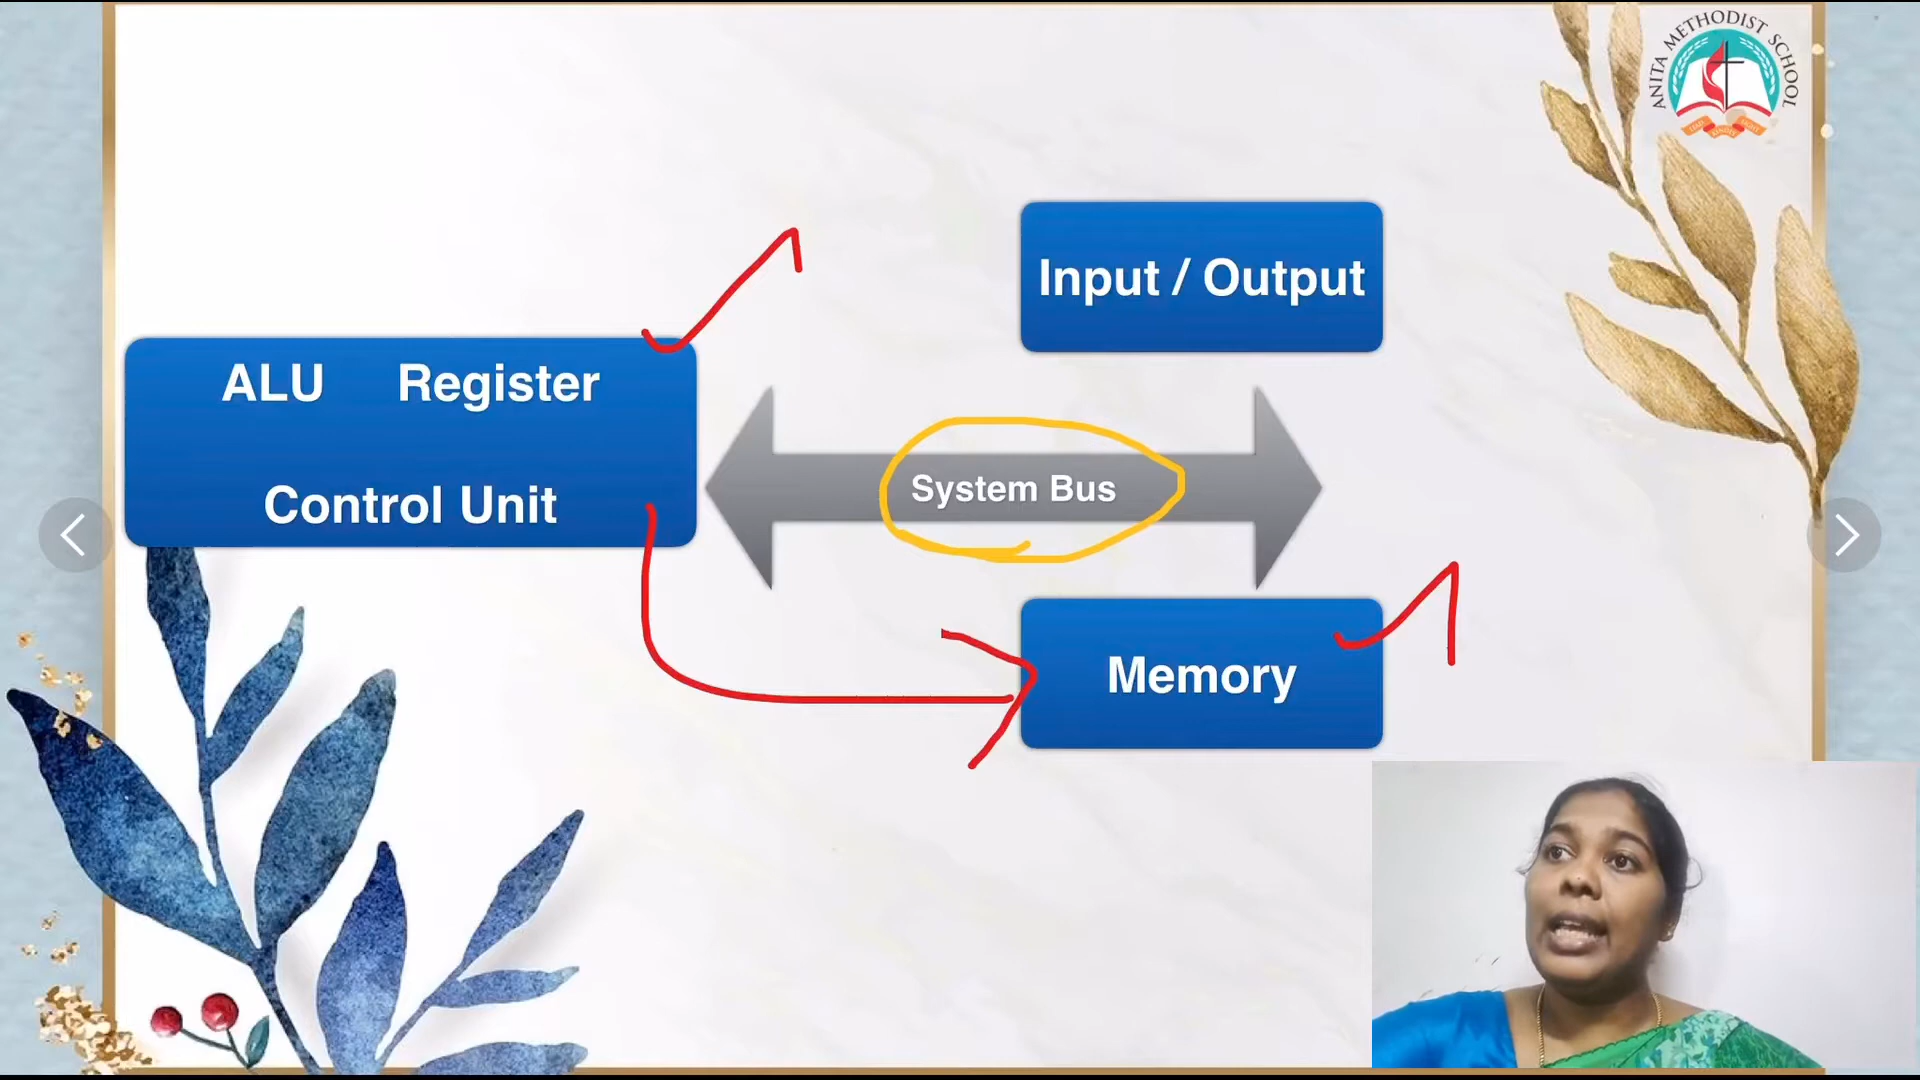 ANITA METHODIST SCHOOL
Input / Output
ALU Register
Control Unit
System Bus
Memory